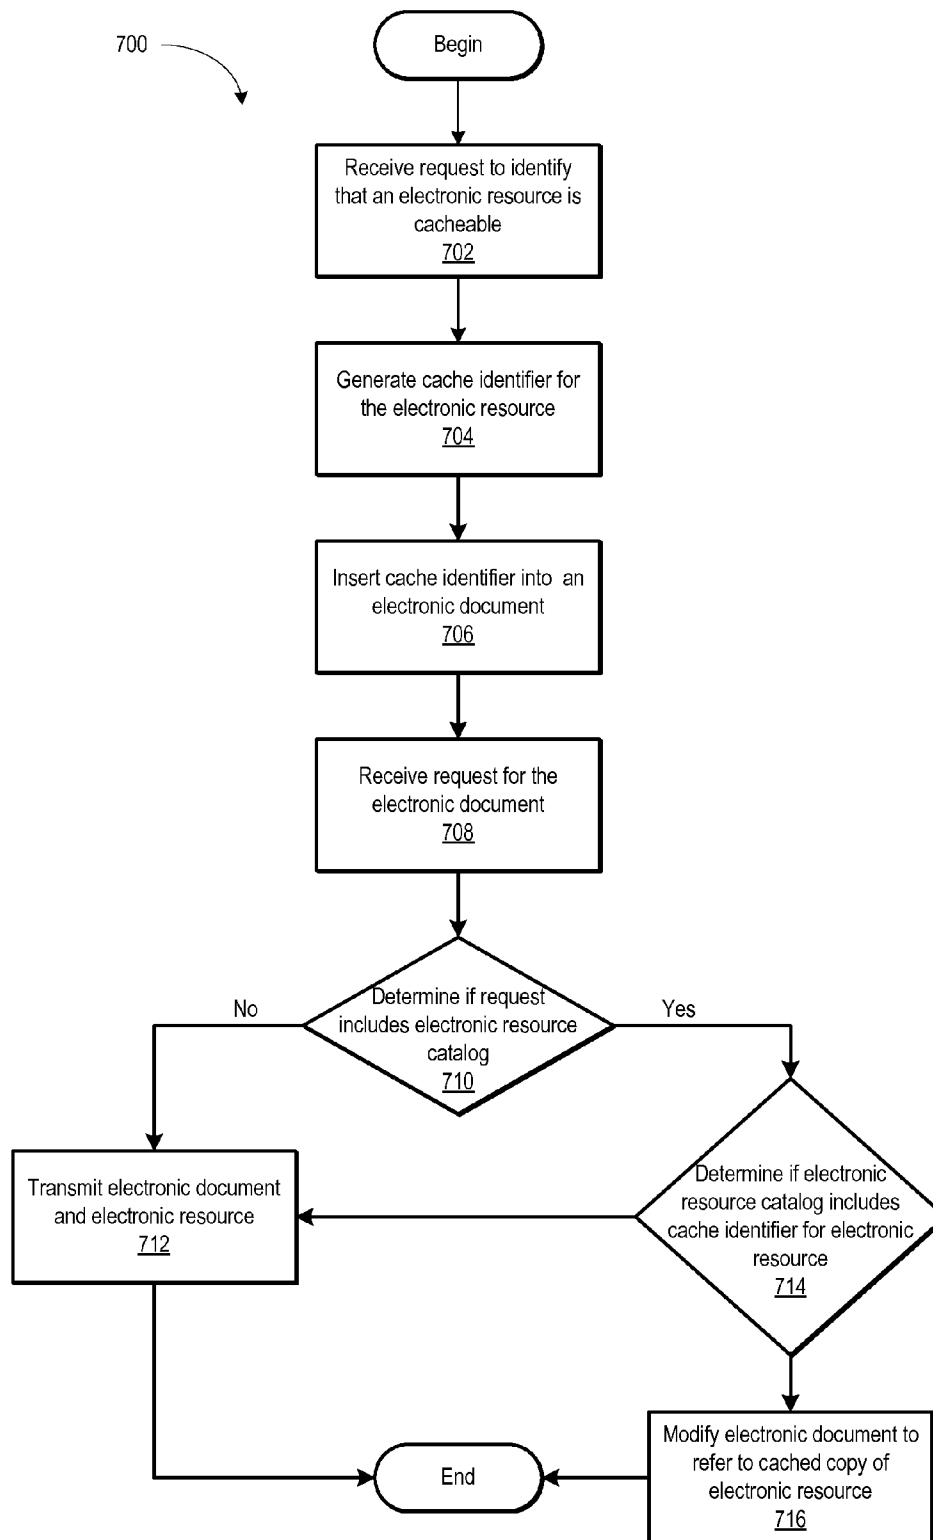 700
Begin
Receive request to identify
that an electronic resource is
cacheable
702
Generate cache identifier for
the electronic resource
704
Insert cache identifier into an
electronic document
706
Receive request for the
electronic document
708
No
Determine if request
includes electronic resource
catalog
710
Yes
Transmit electronic document
and electronic resource
712
Determine if electronic
resource catalog includes
cache identifier for electronic
resource
714
Modify electronic document to
refer to cached copy of
electronic resource
716
End